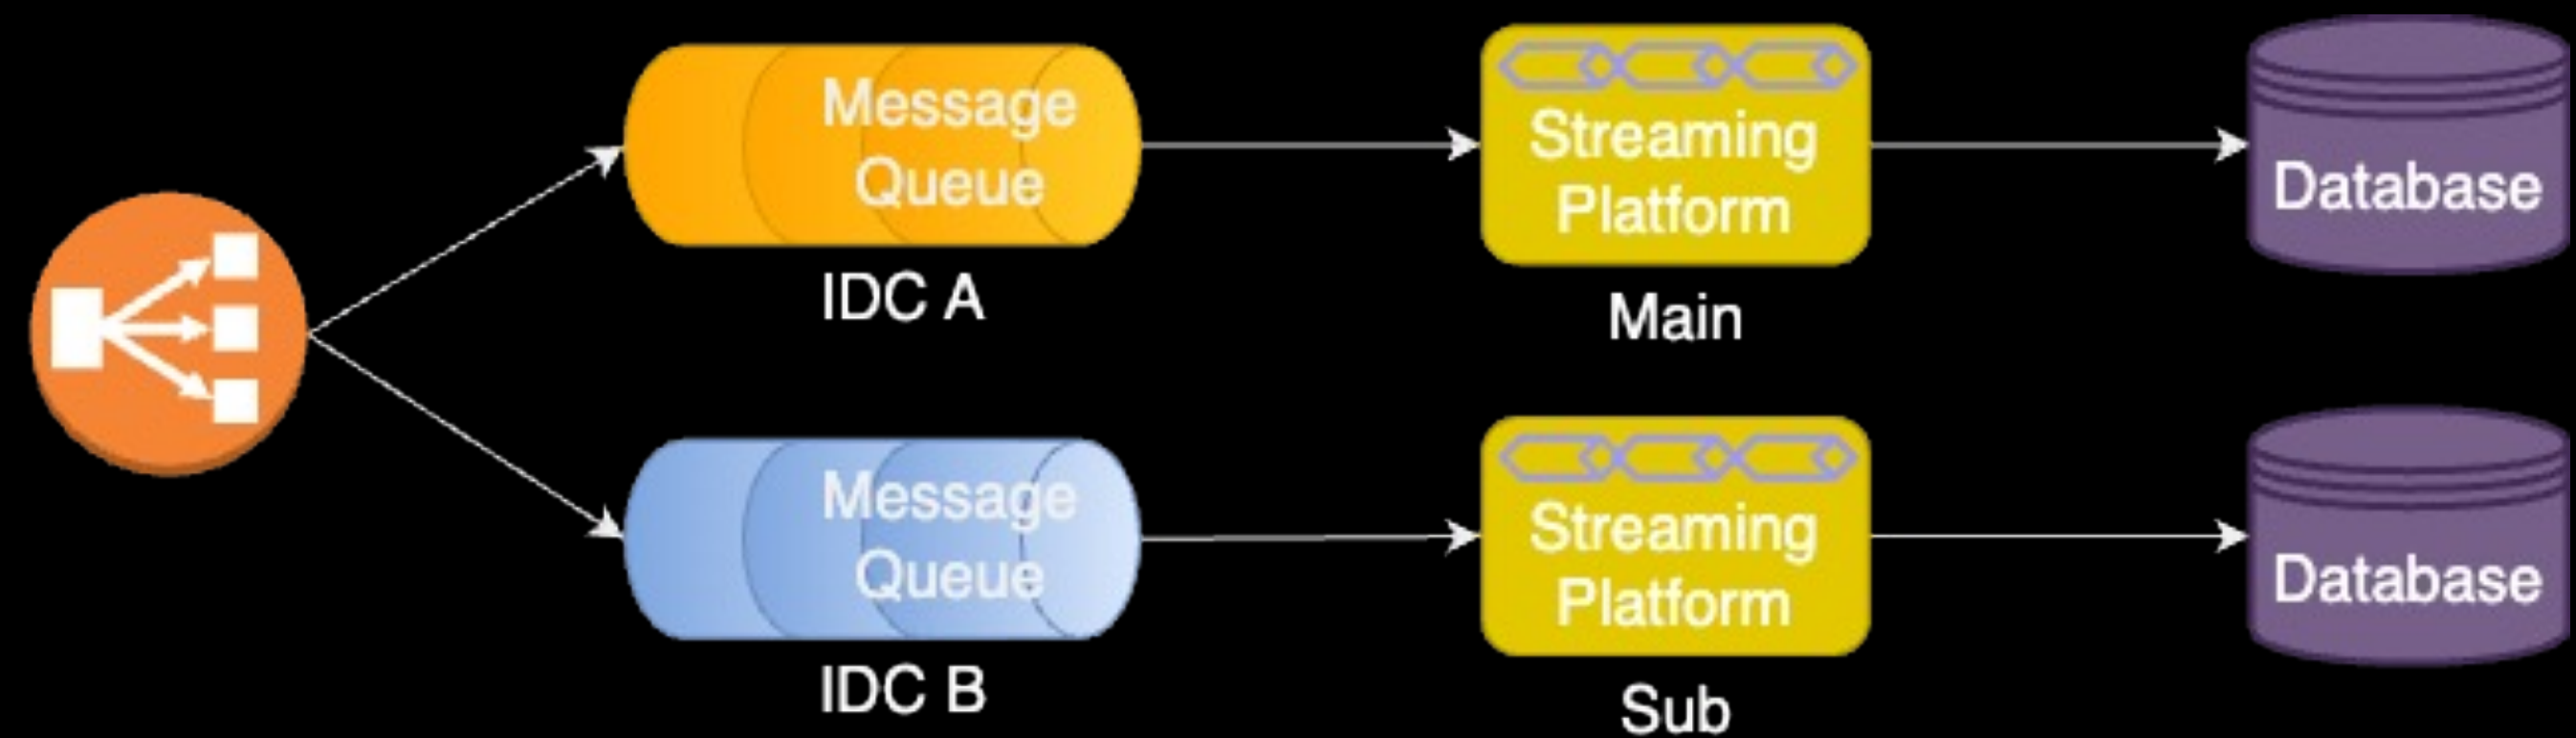 Message
Queue
IDC A
Streaming
Platform
Main
Database
Message
Queue
IDC B
Streaming
Platform
Sub
Database